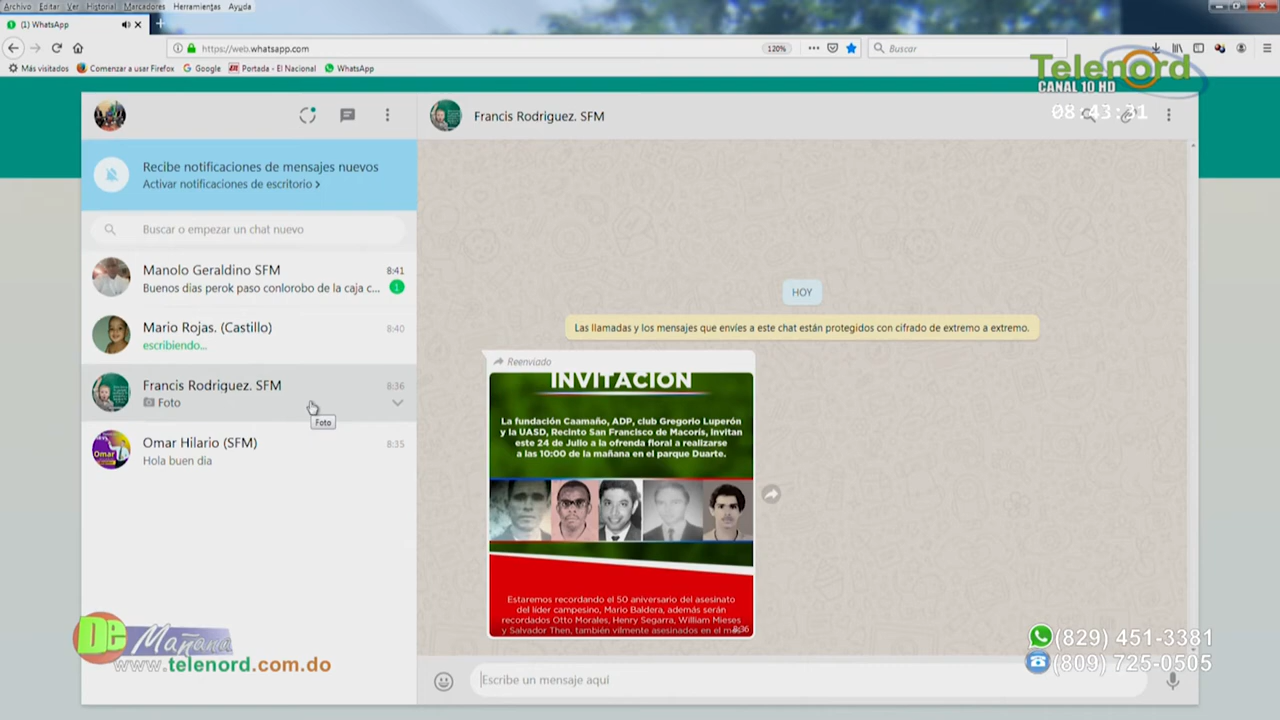 Archivo Editar Ver Historial Marcadores Herramientas Ayuda
(1) WhatsApp
https://web.whatsapp.com
120%
Buscar
Más visitados Comenzar a usar Firefox Google Portada - El Nacional WhatsApp
Telenord
CANAL 10 HD
08:43:31
Francis Rodriguez. SFM
Recibe notificaciones de mensajes nuevos
Activar notificaciones de escritorio >
Buscar o empezar un chat nuevo
Manolo Geraldino SFM 8:41
Buenos dias perok paso conlorobo de la caja c... 1
Mario Rojas. (Castillo) 8:40
escribiendo...
Francis Rodriguez. SFM 8:36
Foto
Foto
Omar Hilario (SFM) 8:35
Hola buen dia
Omar
HOY
Las llamadas y los mensajes que envíes a este chat están protegidos con cifrado de extremo a extremo.
Reenviado
INVITACIÓN
La fundación Caamaño, ADP, club Gregorio Luperón
y la UASD, Recinto San Francisco de Macorís, invitan
este 24 de Julio a la ofrenda floral a realizarse
a las 10:00 de la mañana en el parque Duarte.
Estaremos recordando el 50 aniversario del asesinato
del líder campesino, Mario Baldera, además serán
recordados Otto Morales, Henry Segarra, William Mieses
y Salvador Then, también vilmente asesinados en el mes
8:36
Escribe un mensaje aquí
De Mañana
www.telenord.com.do
(829) 451-3381
(809) 725-0505